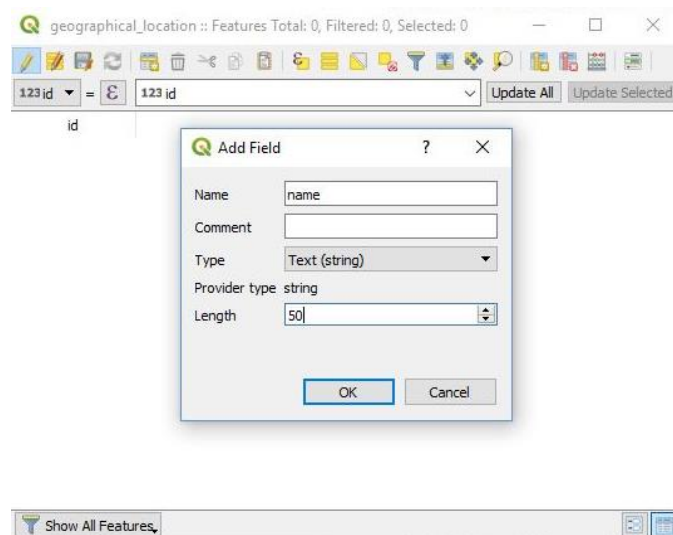 geographical_location :: Features Total: 0, Filtered: 0, Selected: 0
123 id = ε 123 id Update All Update Selected
id
Add Field ?
Name name
Comment
Type Text (string)
Provider type string
Length 50
OK Cancel
Show All Features